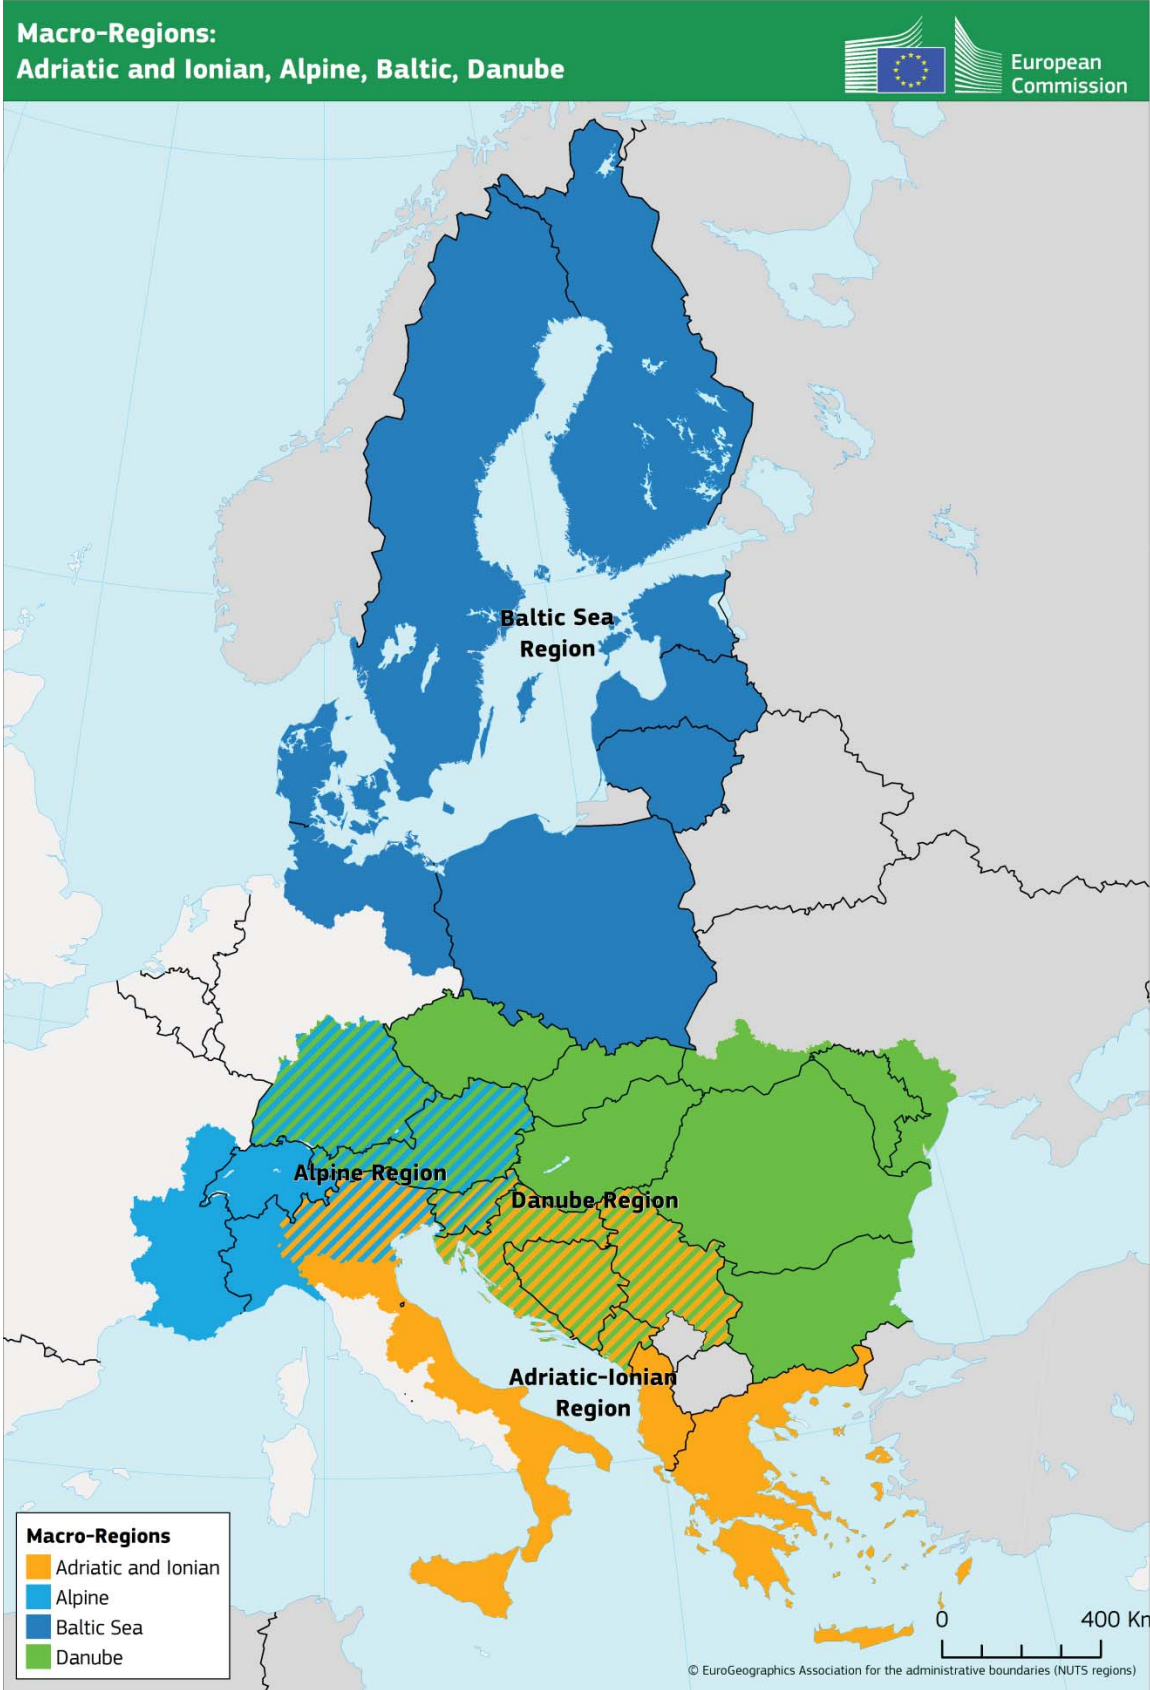 Macro-Regions:
Adriatic and Ionian, Alpine, Baltic, Danube
European
Commission
Baltic Sea
Region
Alpine Region
Danube Region
Adriatic-Ionian
Region
Macro-Regions
Adriatic and Ionian
Alpine
Baltic Sea
Danube
0 400 Km
© EuroGeographics Association for the administrative boundaries (NUTS regions)